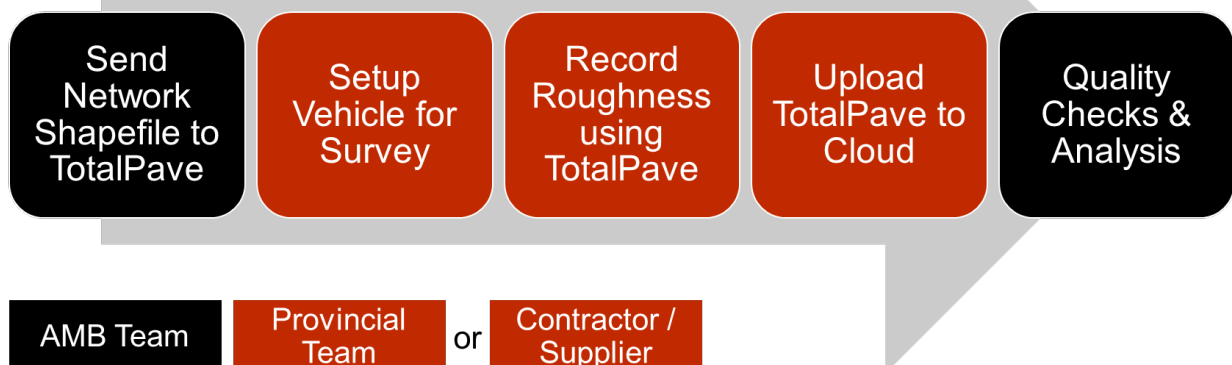 Send
Network
Shapefile to
TotalPave
Setup
Vehicle for
Survey
Record
Roughness
using
TotalPave
Upload
TotalPave to
Cloud
Quality
Checks &
Analysis
AMB Team
Provincial
Team
or
Contractor /
Supplier